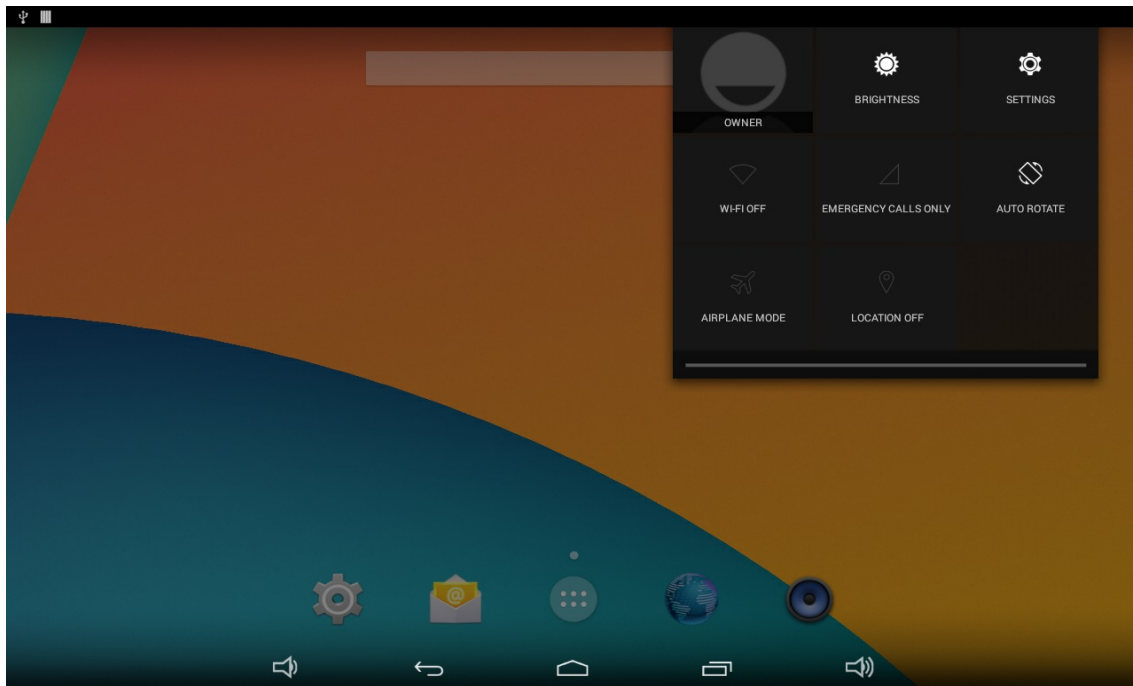 BRIGHTNESS
SETTINGS
OWNER
WI-FI OFF
EMERGENCY CALLS ONLY
AUTO ROTATE
AIRPLANE MODE
LOCATION OFF
@